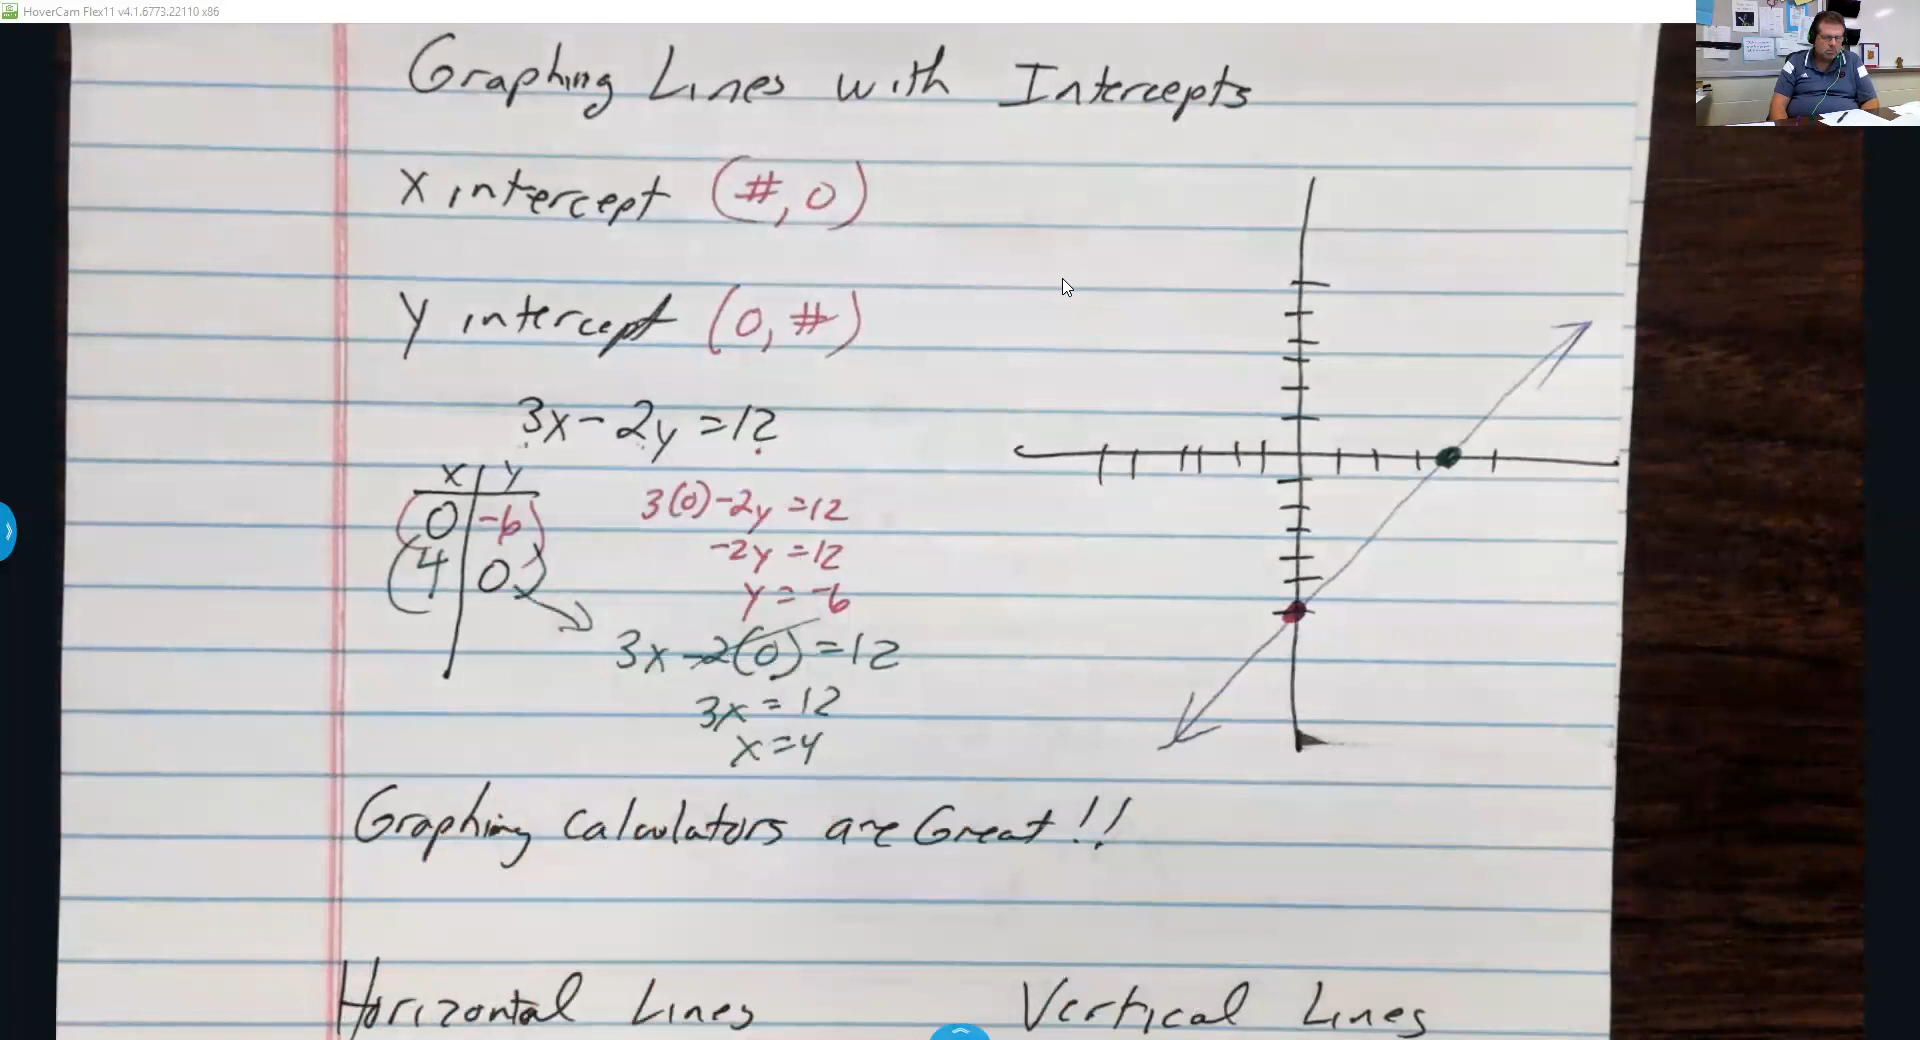 HoverCam Flex11 v4.1.6773.22110 x86
Graphing Lines with Intercepts
X intercept (#, 0)
Y intercept (0, #)
3x - 2y = 12
x y
0 -6
4 0
3(0) - 2y = 12
-2y = 12
y = -6
3x - 2(0) = 12
3x = 12
x = 4
Graphing Calculators are Great!!
Horizontal Lines Vertical Lines